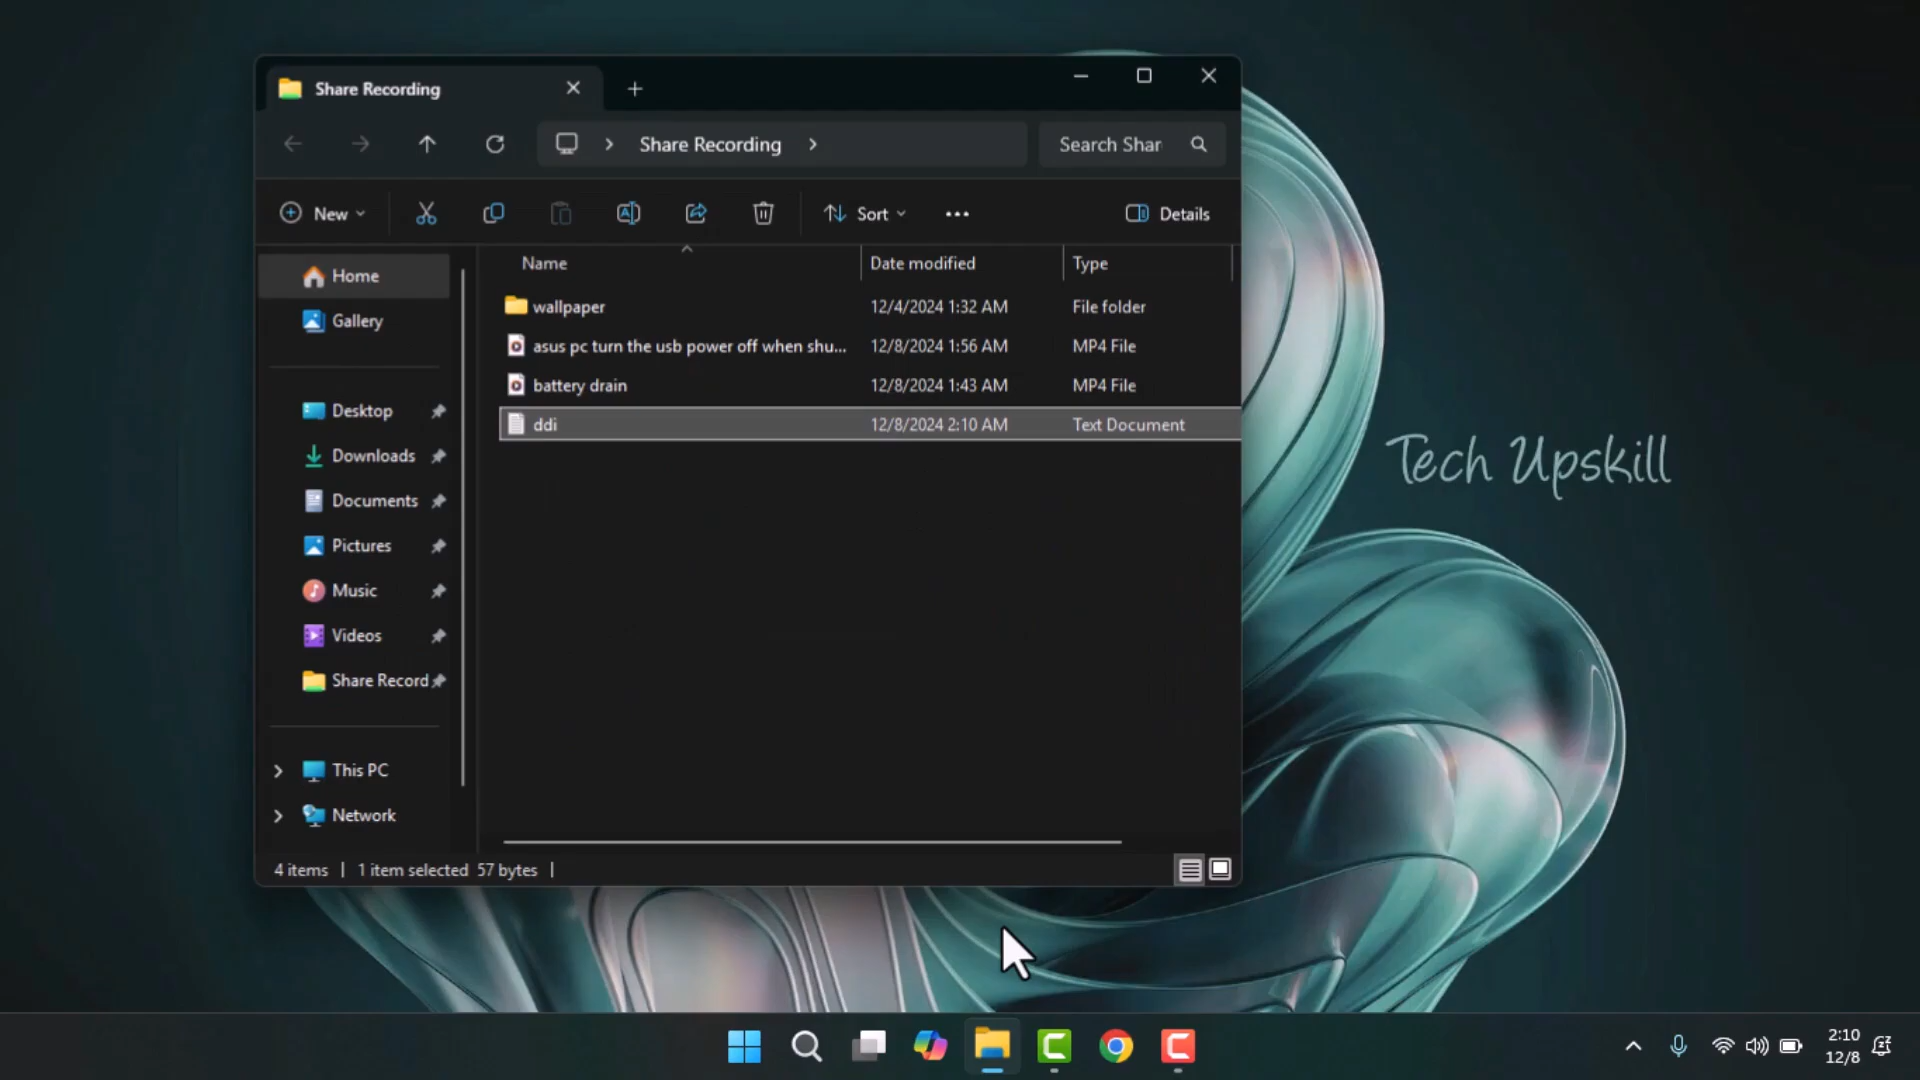 Share Recording
Share Recording
Search Shar
New
Sort
Details
Name Date modified Type
Home
Gallery
wallpaper 12/4/2024 1:32 AM File folder
asus pc turn the usb power off when shu... 12/8/2024 1:56 AM MP4 File
battery drain 12/8/2024 1:43 AM MP4 File
ddi 12/8/2024 2:10 AM Text Document
Desktop
Downloads
Documents
Pictures
Music
Videos
Share Record
This PC
Network
4 items | 1 item selected 57 bytes |
Tech Upskill
2:10
12/8